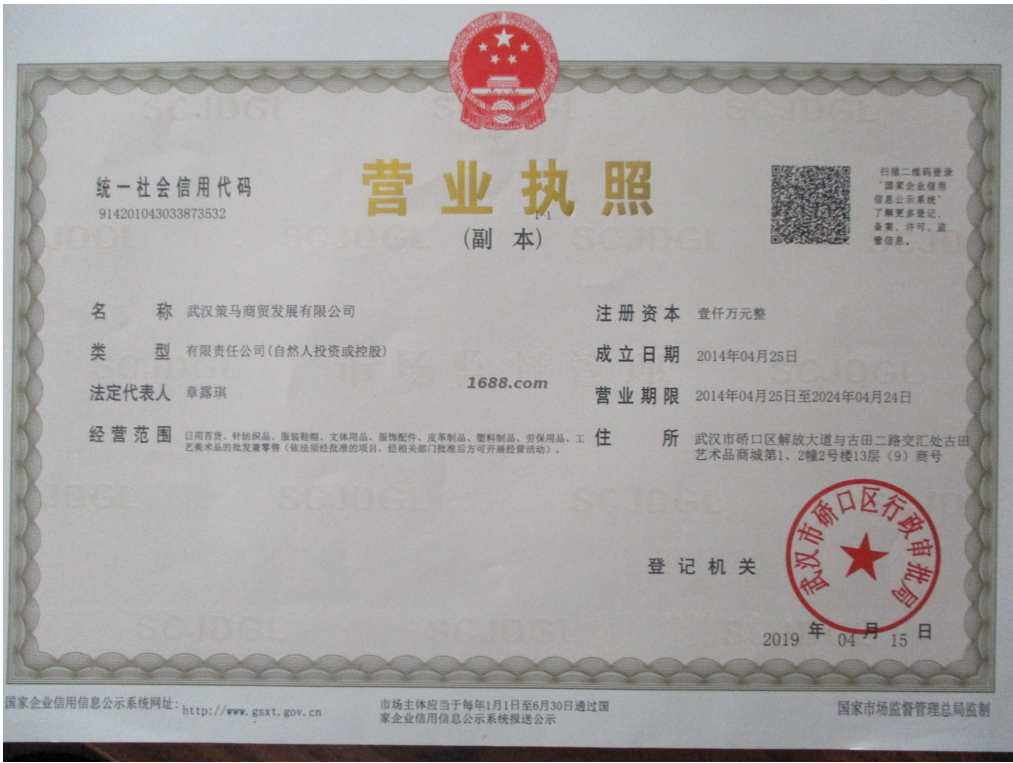 营业执照
1-1
(副 本)
统一社会信用代码
914201043033873532
扫描二维码登录
"国家企业信用
信息公示系统"
了解更多登记、
备案、许可、监
管信息。
名 称 武汉策马商贸发展有限公司
类 型 有限责任公司(自然人投资或控股)
法定代表人 章露琪
经营范围 日用百货、针纺织品、服装鞋帽、文体用品、服饰配件、皮革制品、塑料制品、劳保用品、工
艺美术品的批发兼零售(依法须经批准的项目,经相关部门批准后方可开展经营活动)。
注册资本 壹仟万元整
成立日期 2014年04月25日
营业期限 2014年04月25日至2024年04月24日
住 所 武汉市硚口区解放大道与古田二路交汇处古田
艺术品商城第1、2幢2号楼13层(9)商号
1688.com
登记机关
武汉市硚口区行政审批局
2019 年 04 月 15 日
国家企业信用信息公示系统网址: http://www.gsxt.gov.cn
市场主体应当于每年1月1日至6月30日通过国
家企业信用信息公示系统报送公示
国家市场监督管理总局监制
SCJDGL